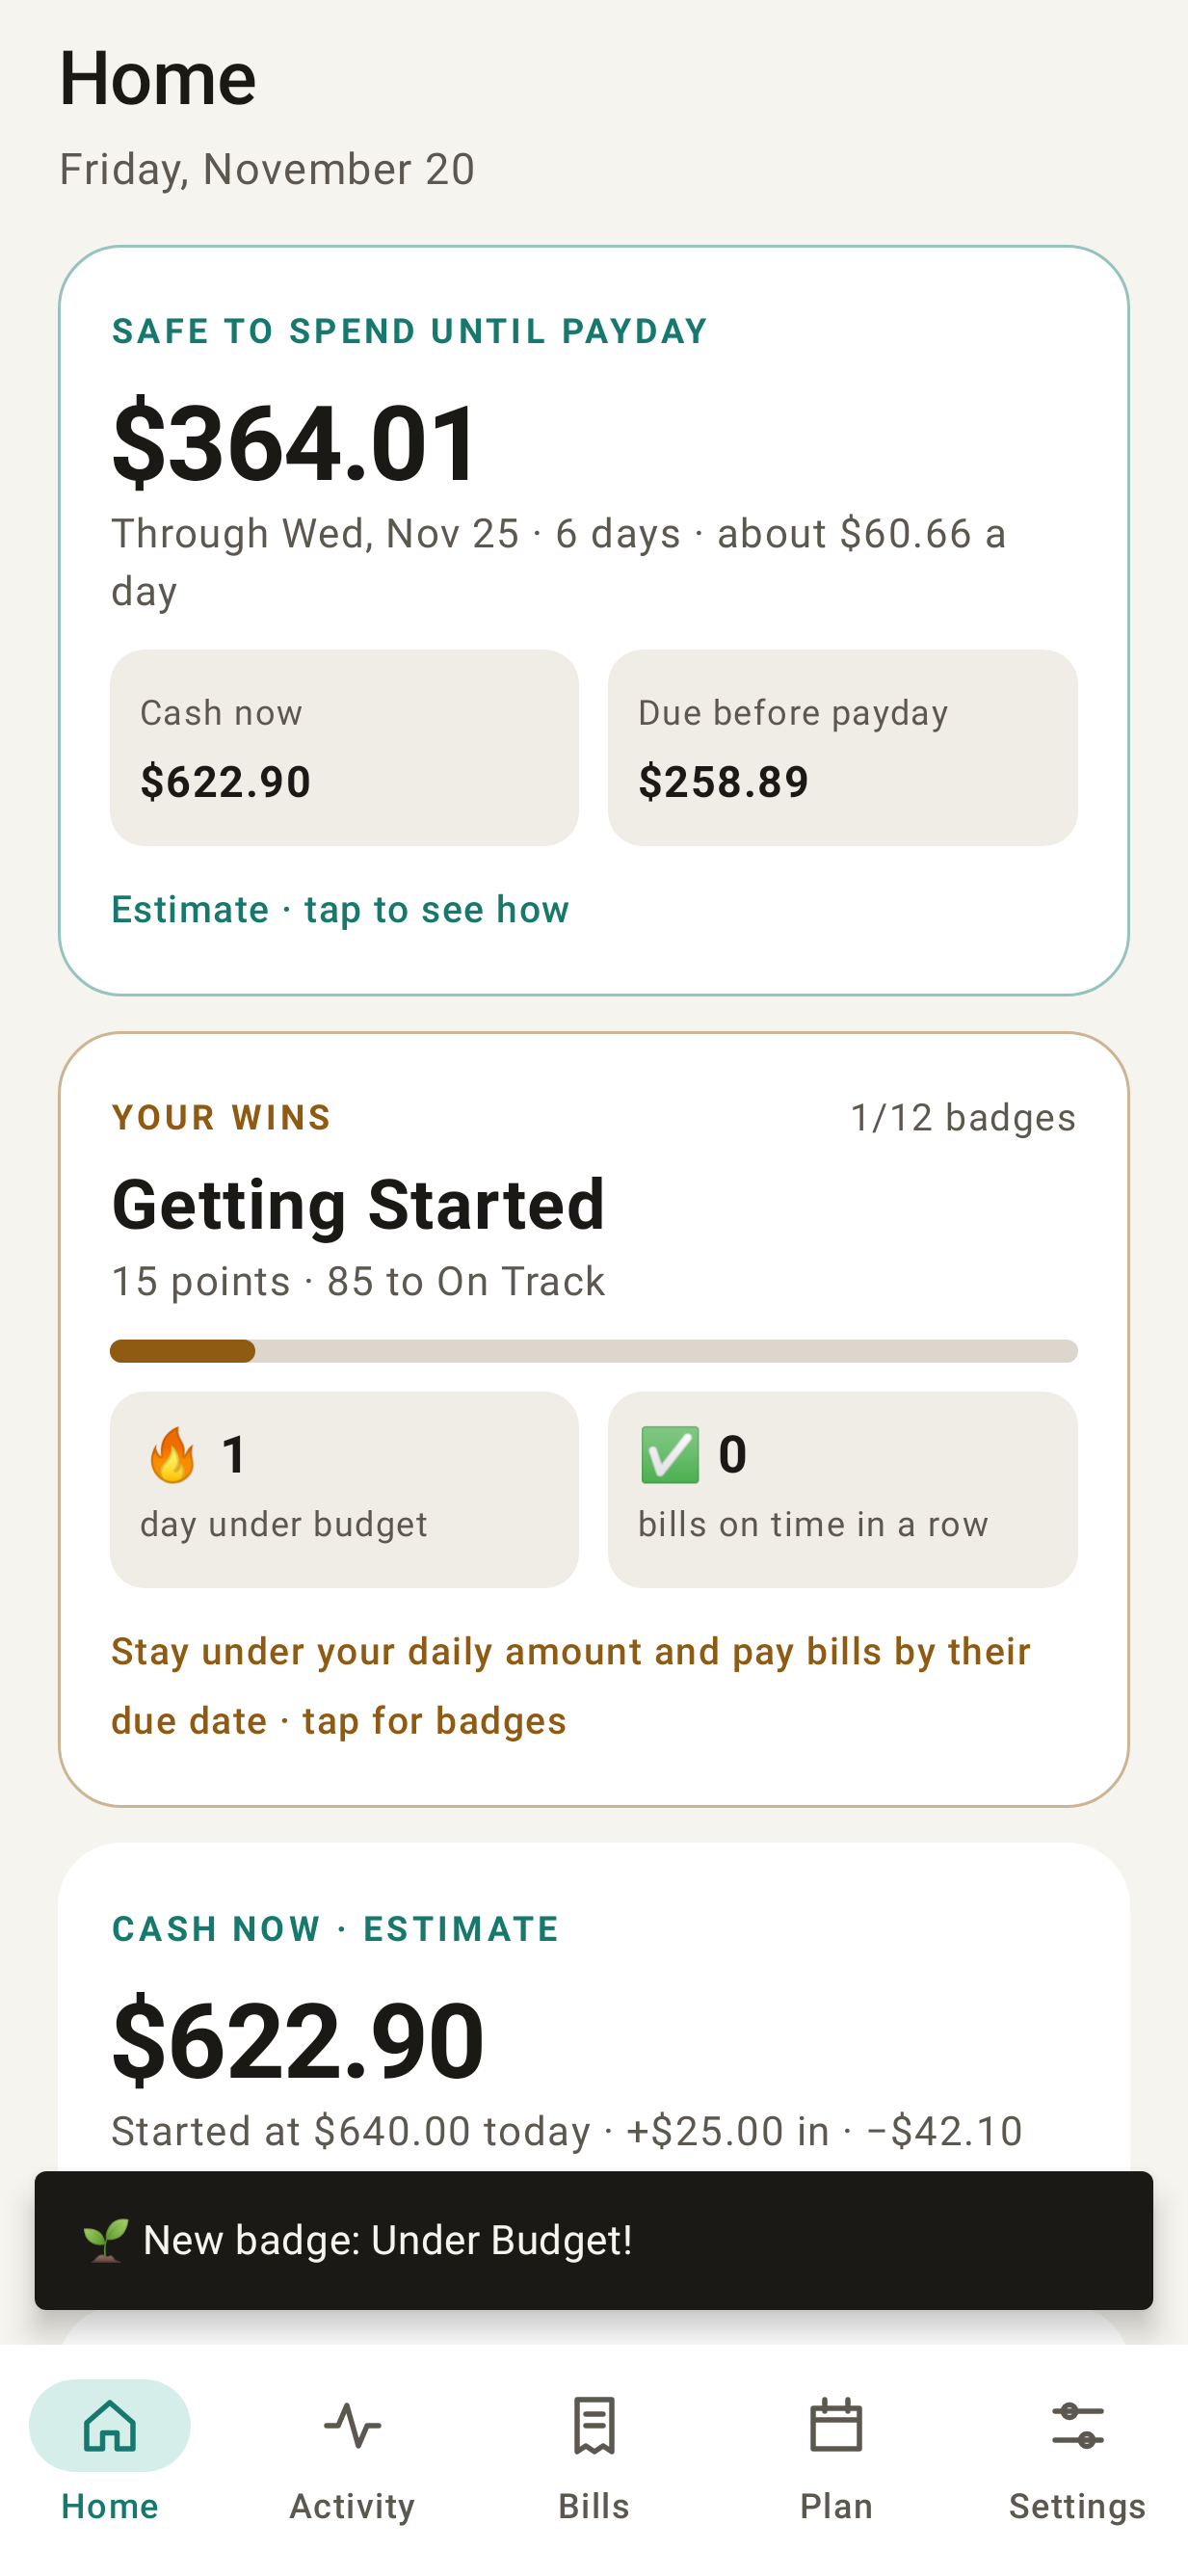 Home
Friday, November 20
SAFE TO SPEND UNTIL PAYDAY
$364.01
Through Wed, Nov 25 · 6 days · about $60.66 a
day
Cash now
$622.90
Due before payday
$258.89
Estimate · tap to see how
YOUR WINS
1/12 badges
Getting Started
15 points · 85 to On Track
🔥 1
day under budget
✅ 0
bills on time in a row
Stay under your daily amount and pay bills by their
due date · tap for badges
CASH NOW · ESTIMATE
$622.90
Started at $640.00 today · +$25.00 in · −$42.10
🌱 New badge: Under Budget!
Home
Activity
Bills
Plan
Settings